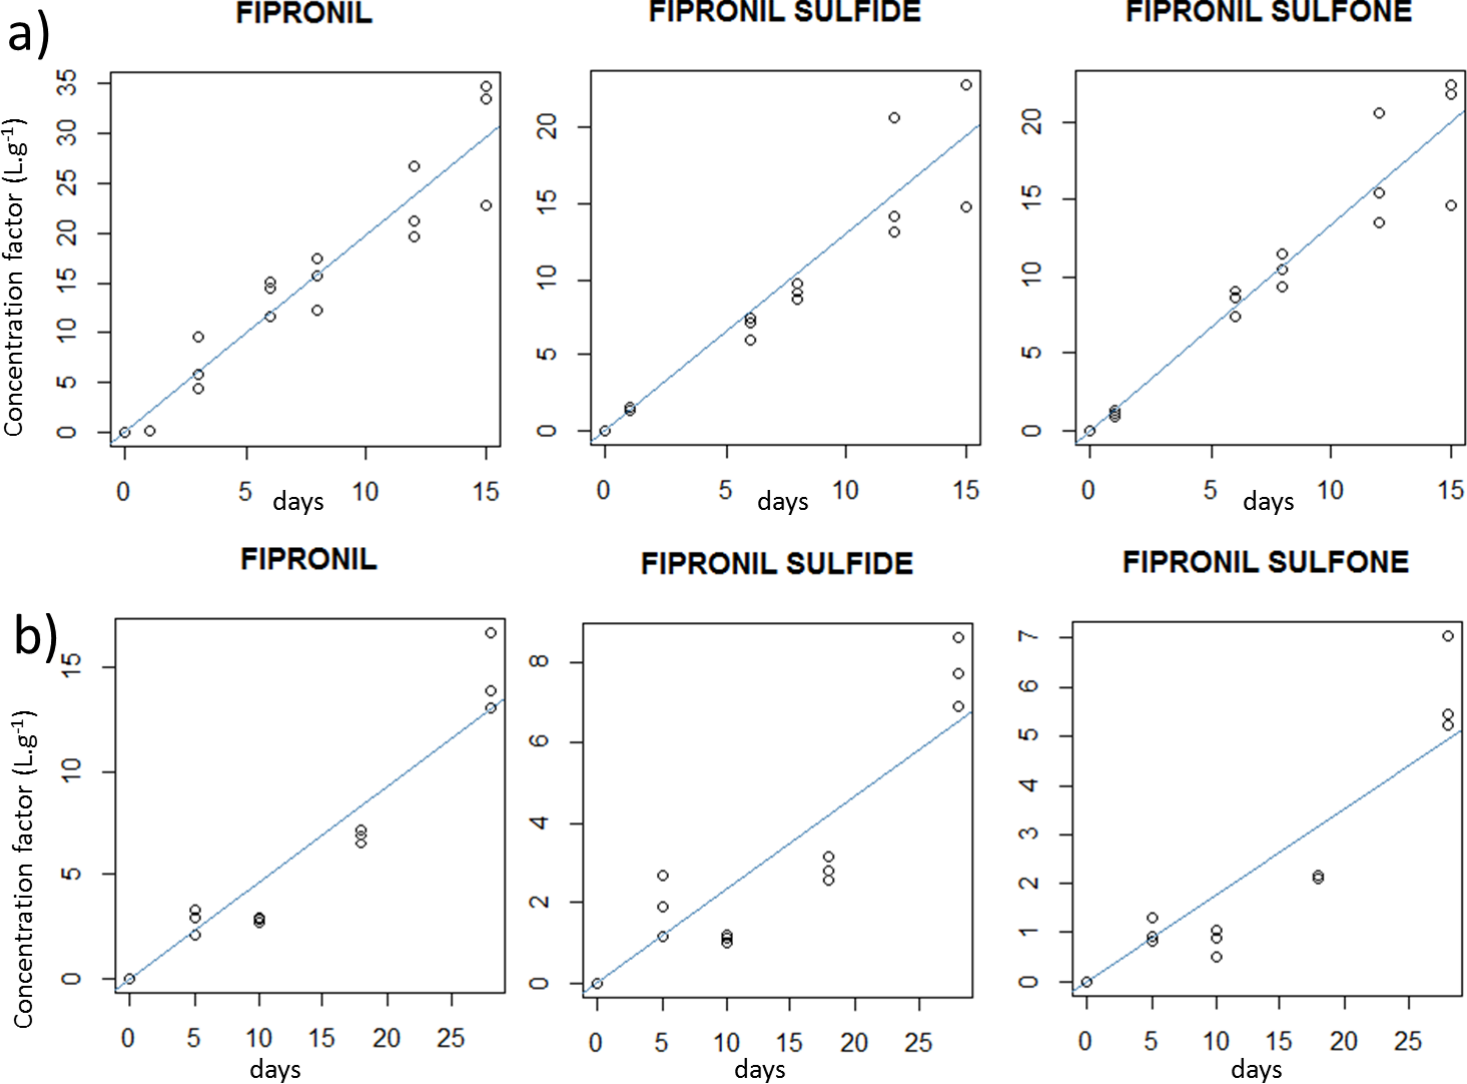 a)
FIPRONIL
FIPRONIL SULFIDE
FIPRONIL SULFONE
Concentration factor (L.g⁻¹)
35
30
25
20
15
10
5
0
0 5 10 15
days
20
15
10
5
0
0 5 10 15
days
20
15
10
5
0
0 5 10 15
days
b)
FIPRONIL
FIPRONIL SULFIDE
FIPRONIL SULFONE
Concentration factor (L.g⁻¹)
15
10
5
0
0 5 10 15 20 25
days
8
6
4
2
0
0 5 10 15 20 25
days
7
6
5
4
3
2
1
0
0 5 10 15 20 25
days